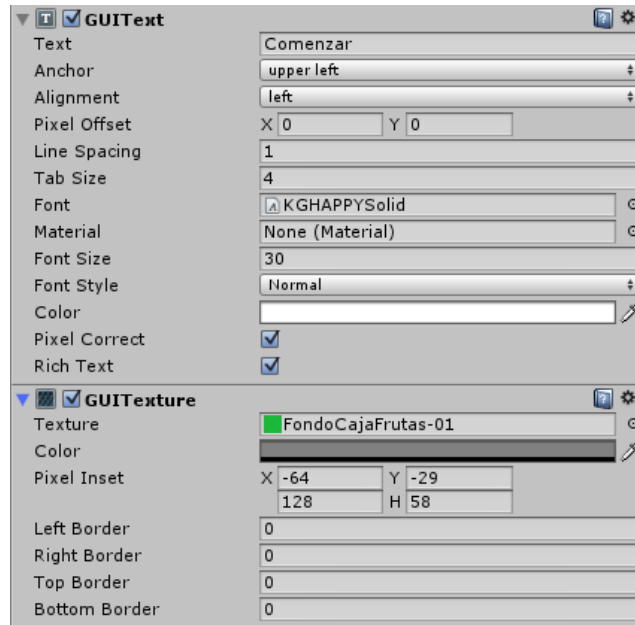 GUIText
Text Comenzar
Anchor upper left
Alignment left
Pixel Offset X 0 Y 0
Line Spacing 1
Tab Size 4
Font KGHAPPYSolid
Material None (Material)
Font Size 30
Font Style Normal
Color
Pixel Correct
Rich Text
GUITexture
Texture FondoCajaFrutas-01
Color
Pixel Inset X -64 Y -29
128 H 58
Left Border 0
Right Border 0
Top Border 0
Bottom Border 0